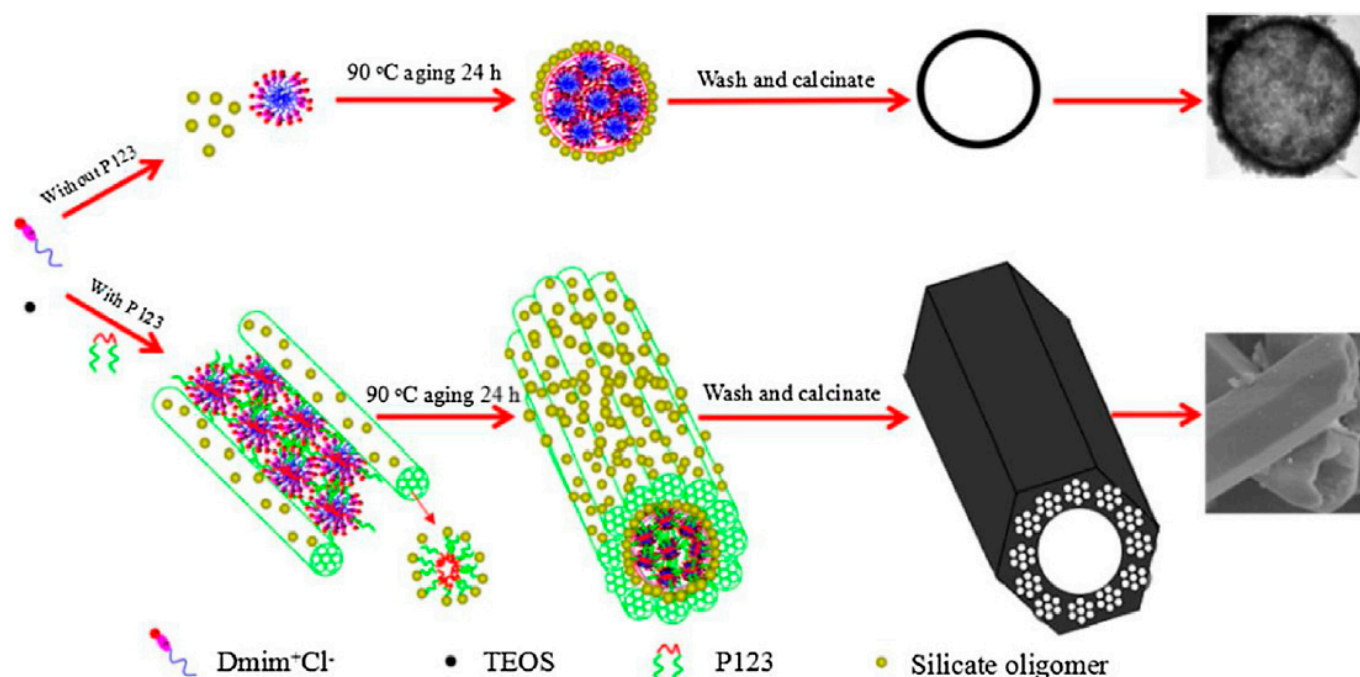 90 °C aging 24 h
Wash and calcinate
Without P123
With P123
90 °C aging 24 h
Wash and calcinate
Dmim⁺Cl⁻
TEOS
P123
Silicate oligomer